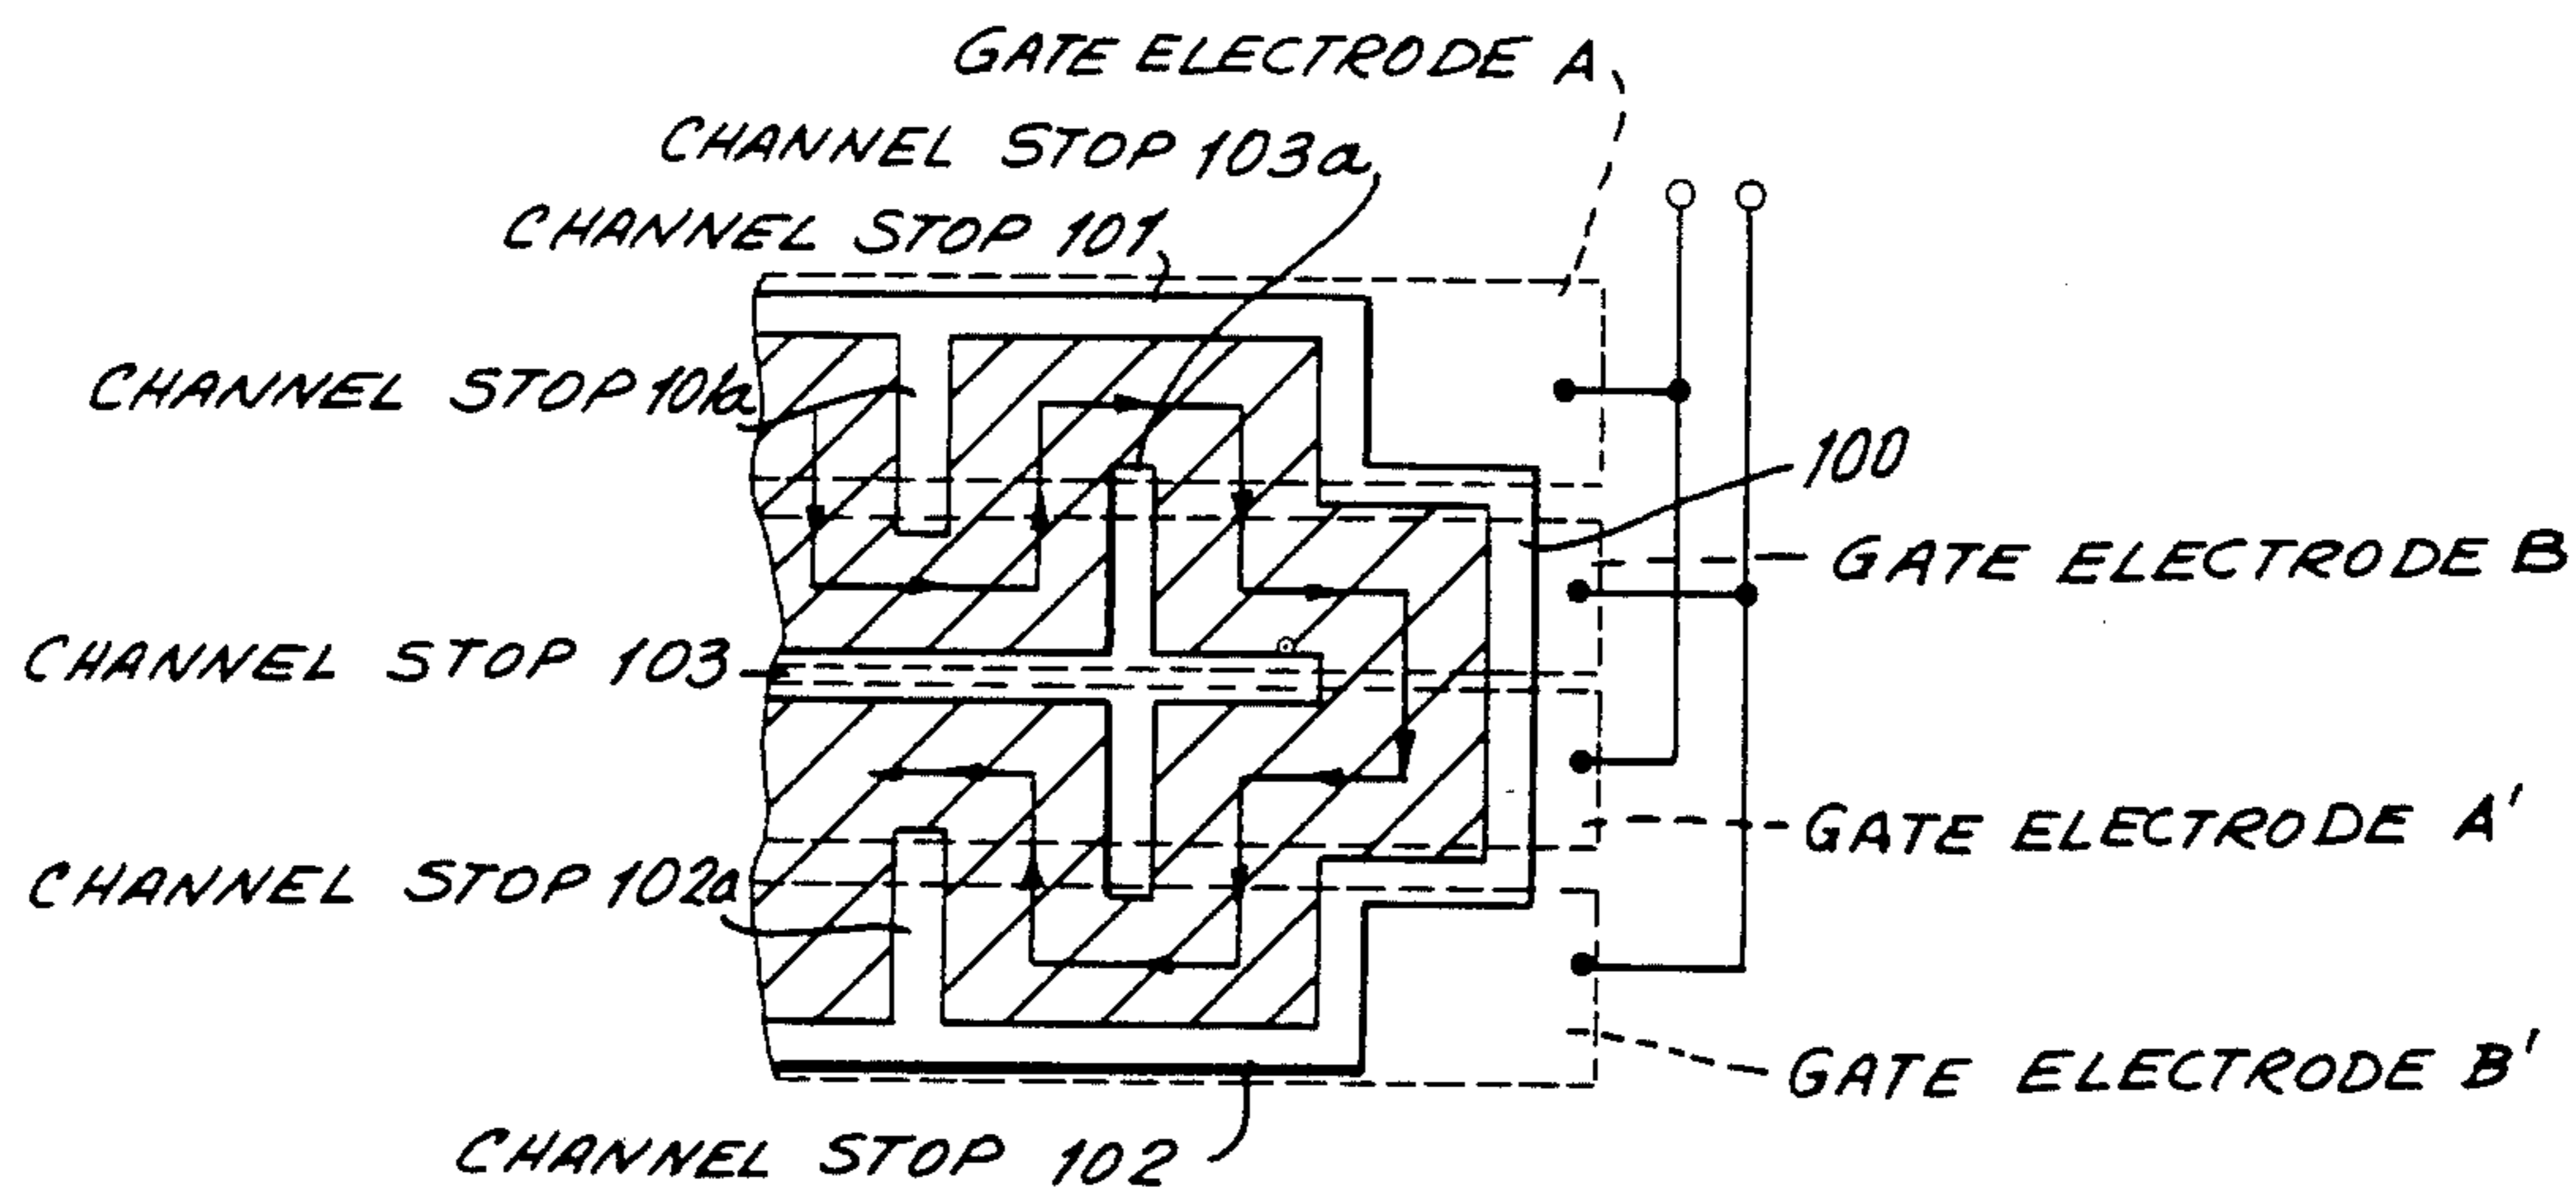 GATE ELECTRODE A
CHANNEL STOP 103a
CHANNEL STOP 101
CHANNEL STOP 101a
100
GATE ELECTRODE B
CHANNEL STOP 103
GATE ELECTRODE A'
CHANNEL STOP 102a
GATE ELECTRODE B'
CHANNEL STOP 102